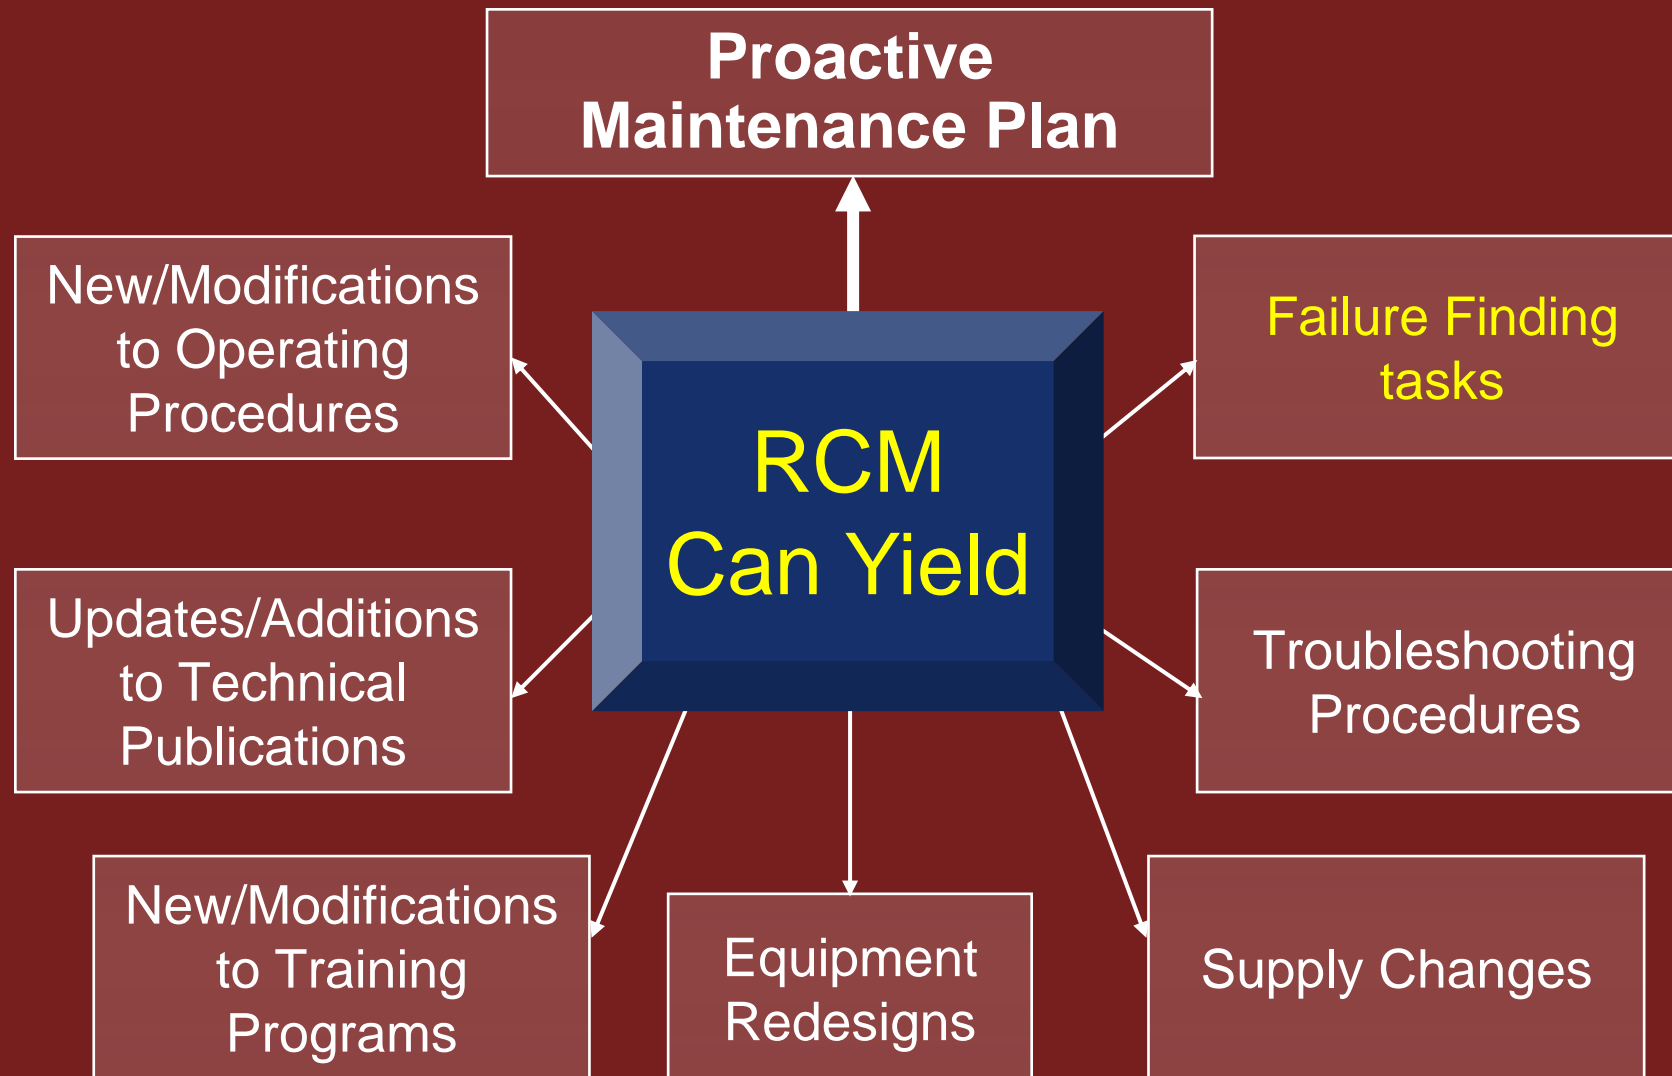 Proactive
Maintenance Plan
New/Modifications
to Operating
Procedures
Failure Finding
tasks
RCM
Can Yield
Updates/Additions
to Technical
Publications
Troubleshooting
Procedures
New/Modifications
to Training
Programs
Equipment
Redesigns
Supply Changes